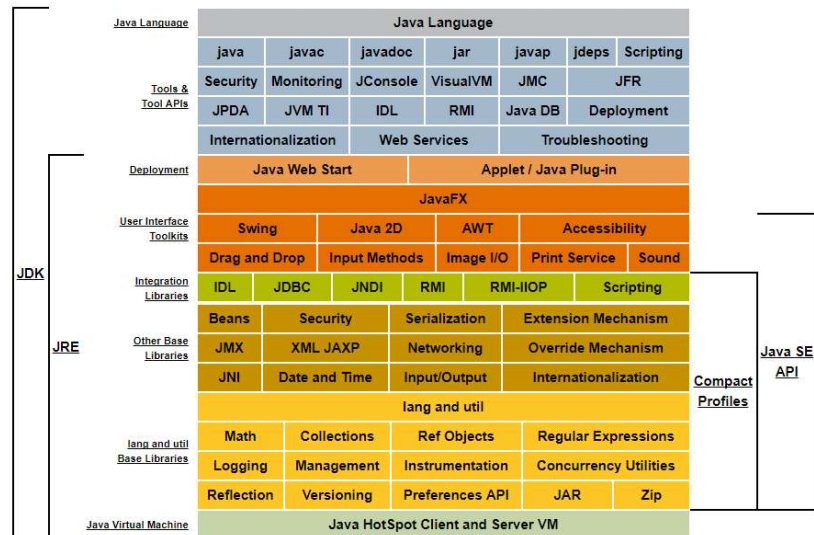 Java Language Java Language
java javac javadoc jar javap jdeps Scripting
Security Monitoring JConsole VisualVM JMC JFR
Tools &
Tool APIs
JPDA JVM TI IDL RMI Java DB Deployment
Internationalization Web Services Troubleshooting
Deployment Java Web Start Applet / Java Plug-in
JavaFX
User Interface
Toolkits
Swing Java 2D AWT Accessibility
Drag and Drop Input Methods Image I/O Print Service Sound
JDK
Integration
Libraries
IDL JDBC JNDI RMI RMI-IIOP Scripting
Beans Security Serialization Extension Mechanism
JRE
Other Base
Libraries
JMX XML JAXP Networking Override Mechanism
Java SE
API
JNI Date and Time Input/Output Internationalization
Compact
Profiles
lang and util
Math Collections Ref Objects Regular Expressions
lang and util
Base Libraries
Logging Management Instrumentation Concurrency Utilities
Reflection Versioning Preferences API JAR Zip
Java Virtual Machine Java HotSpot Client and Server VM